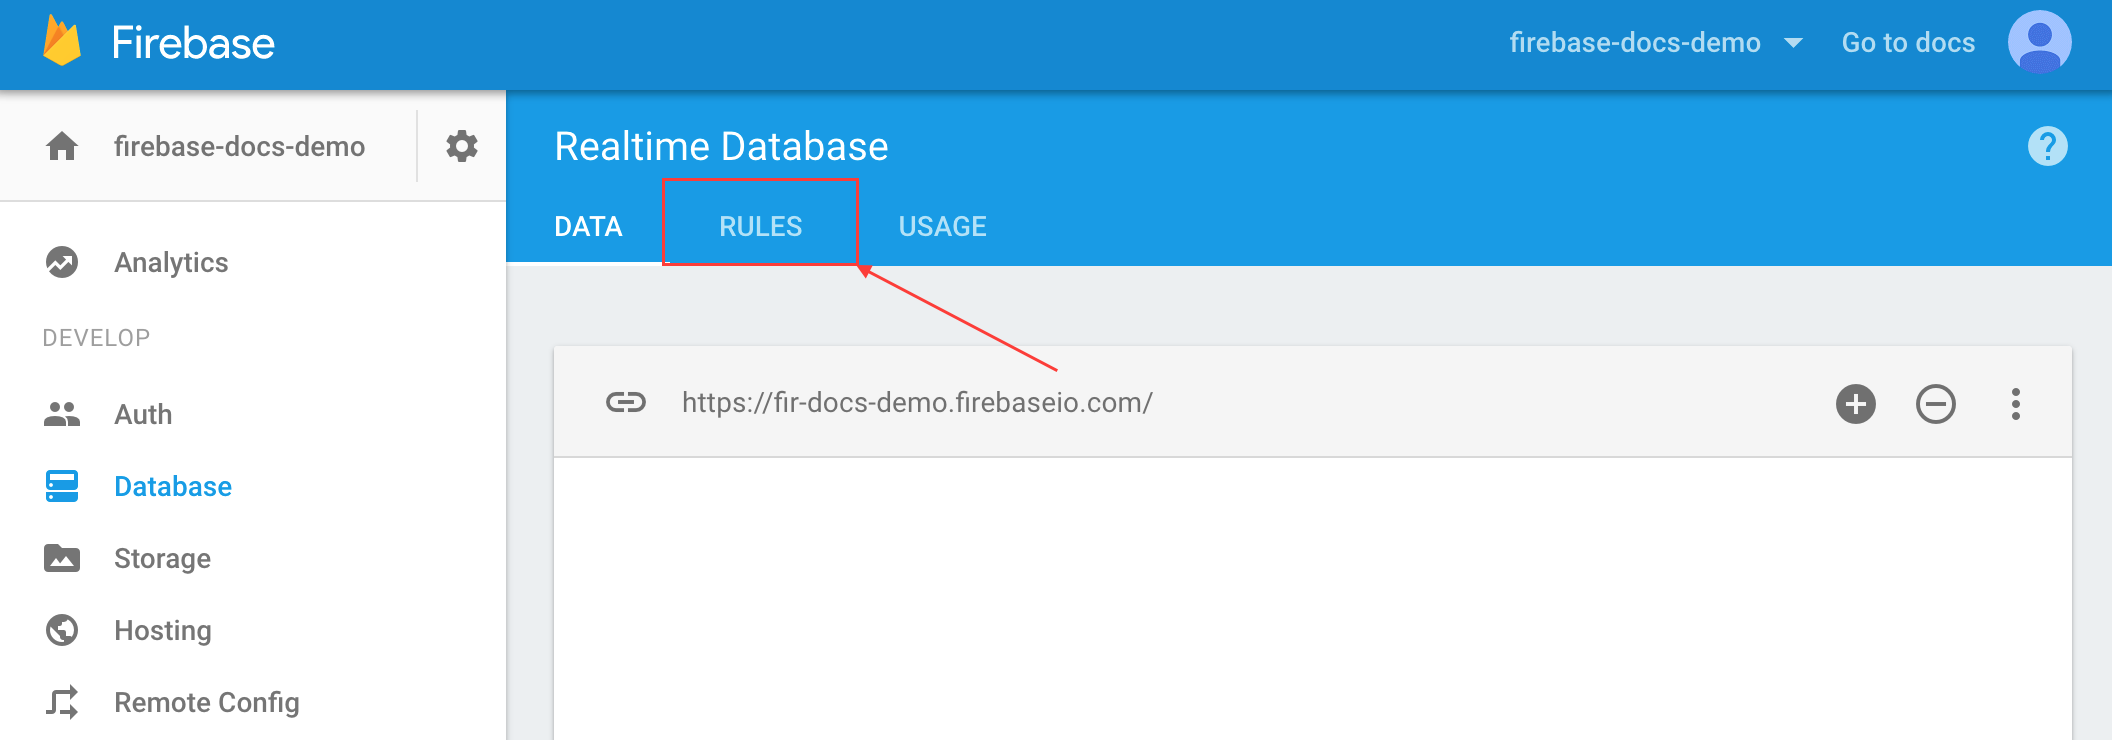 Firebase
firebase-docs-demo
Go to docs
firebase-docs-demo
Analytics
DEVELOP
Auth
Database
Storage
Hosting
Remote Config
Realtime Database
?
DATA
RULES
USAGE
https://fir-docs-demo.firebaseio.com/